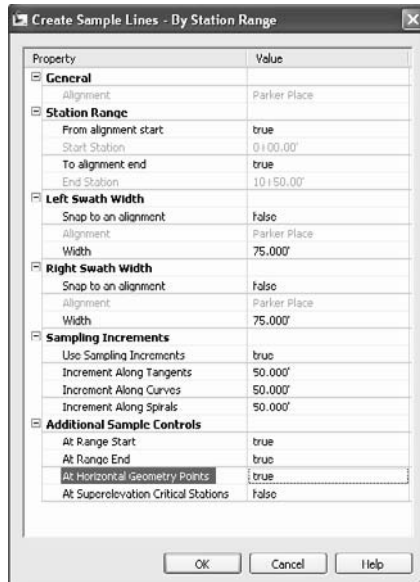 Create Sample Lines - By Station Range
Property Value
General
Alignment Parker Place
Station Range
From alignment start true
Start Station 0+00.00'
To alignment end true
End Station 10+50.00'
Left Swath Width
Snap to an alignment False
Alignment Parker Place
Width 75.000'
Right Swath Width
Snap to an alignment False
Alignment Parker Place
Width 75.000'
Sampling Increments
Use Sampling Increments true
Increment Along Tangents 50.000'
Increment Along Curves 50.000'
Increment Along Spirals 50.000'
Additional Sample Controls
At Range Start true
At Range End true
At Horizontal Geometry Points true
At Superelevation Critical Stations False
OK Cancel Help